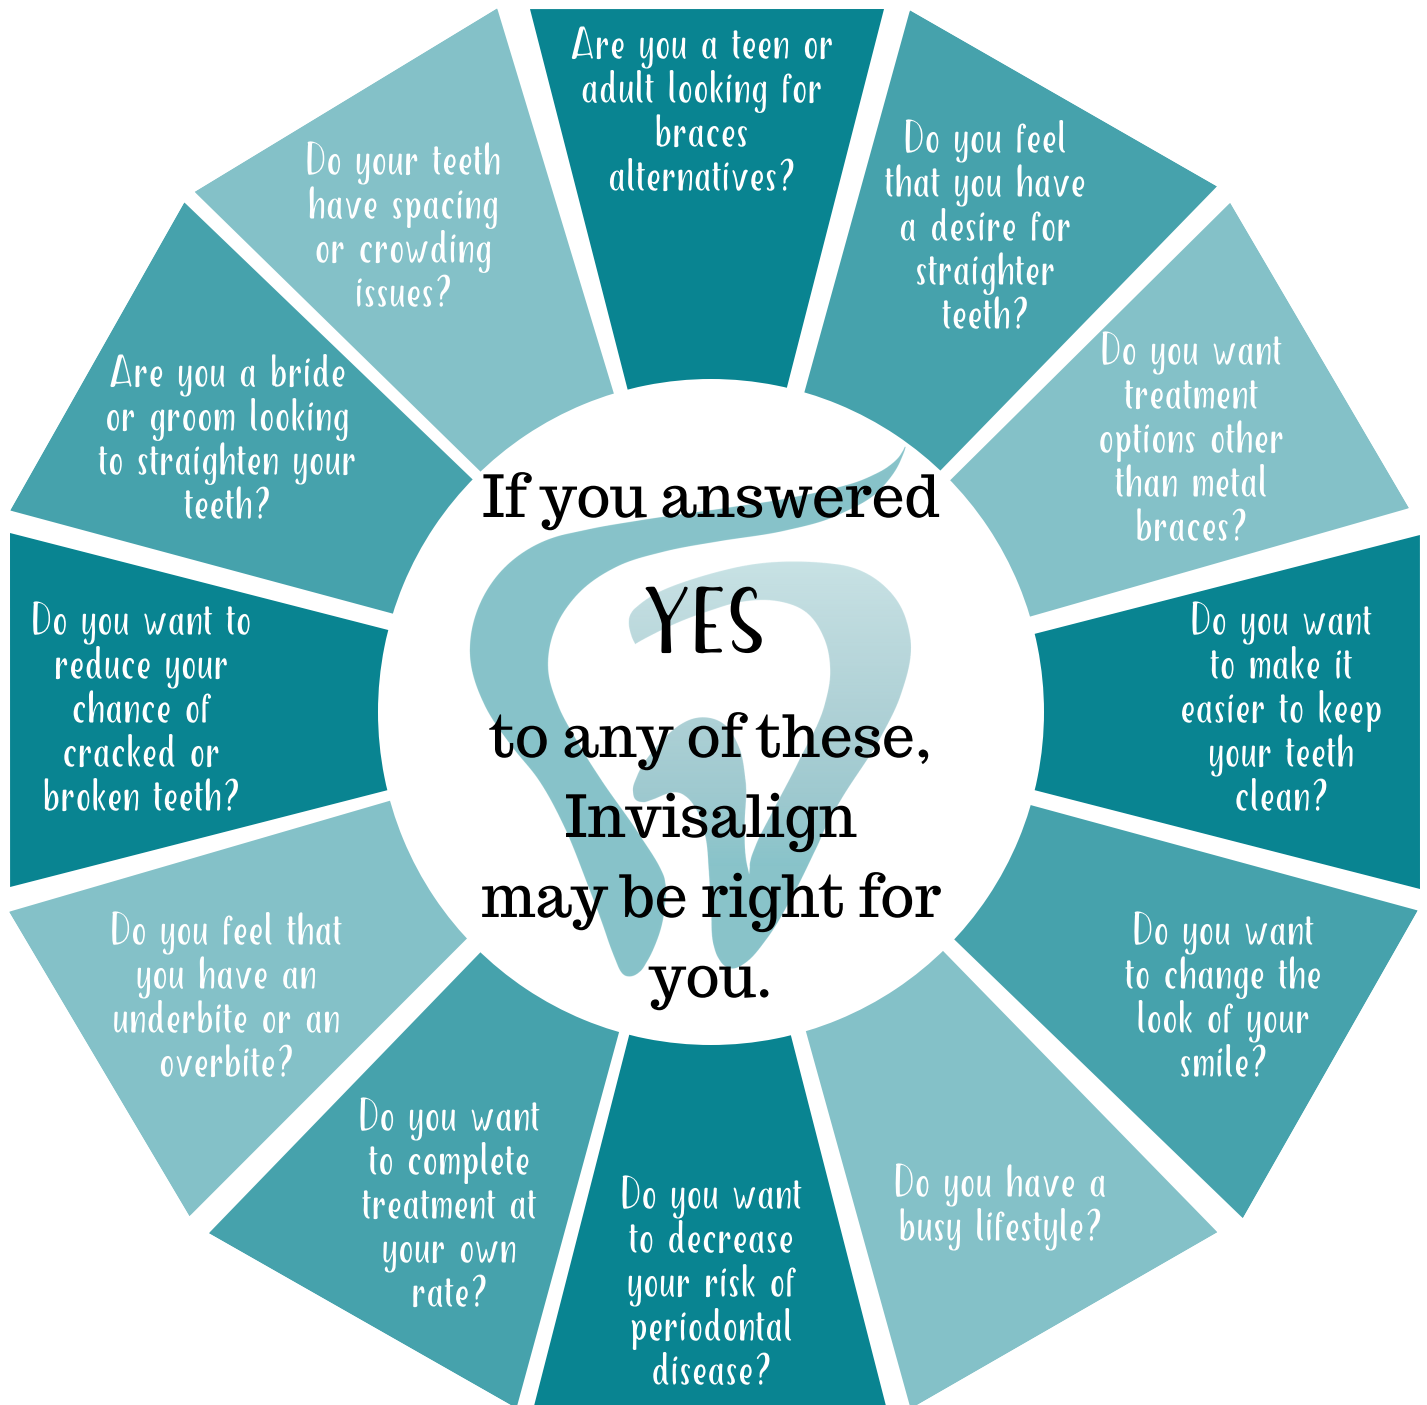 Are you a teen or
adult looking for
braces
alternatives?
Do you feel
that you have
a desire for
straighter
teeth?
Do you want
treatment
options other
than metal
braces?
Do you want
to make it
easier to keep
your teeth
clean?
Do you want
to change the
look of your
smile?
Do you have a
busy lifestyle?
Do you want
to decrease
your risk of
periodontal
disease?
Do you want
to complete
treatment at
your own
rate?
Do you feel that
you have an
underbite or an
overbite?
Do you want to
reduce your
chance of
cracked or
broken teeth?
Are you a bride
or groom looking
to straighten your
teeth?
Do your teeth
have spacing
or crowding
issues?
If you answered
YES
to any of these,
Invisalign
may be right for
you.